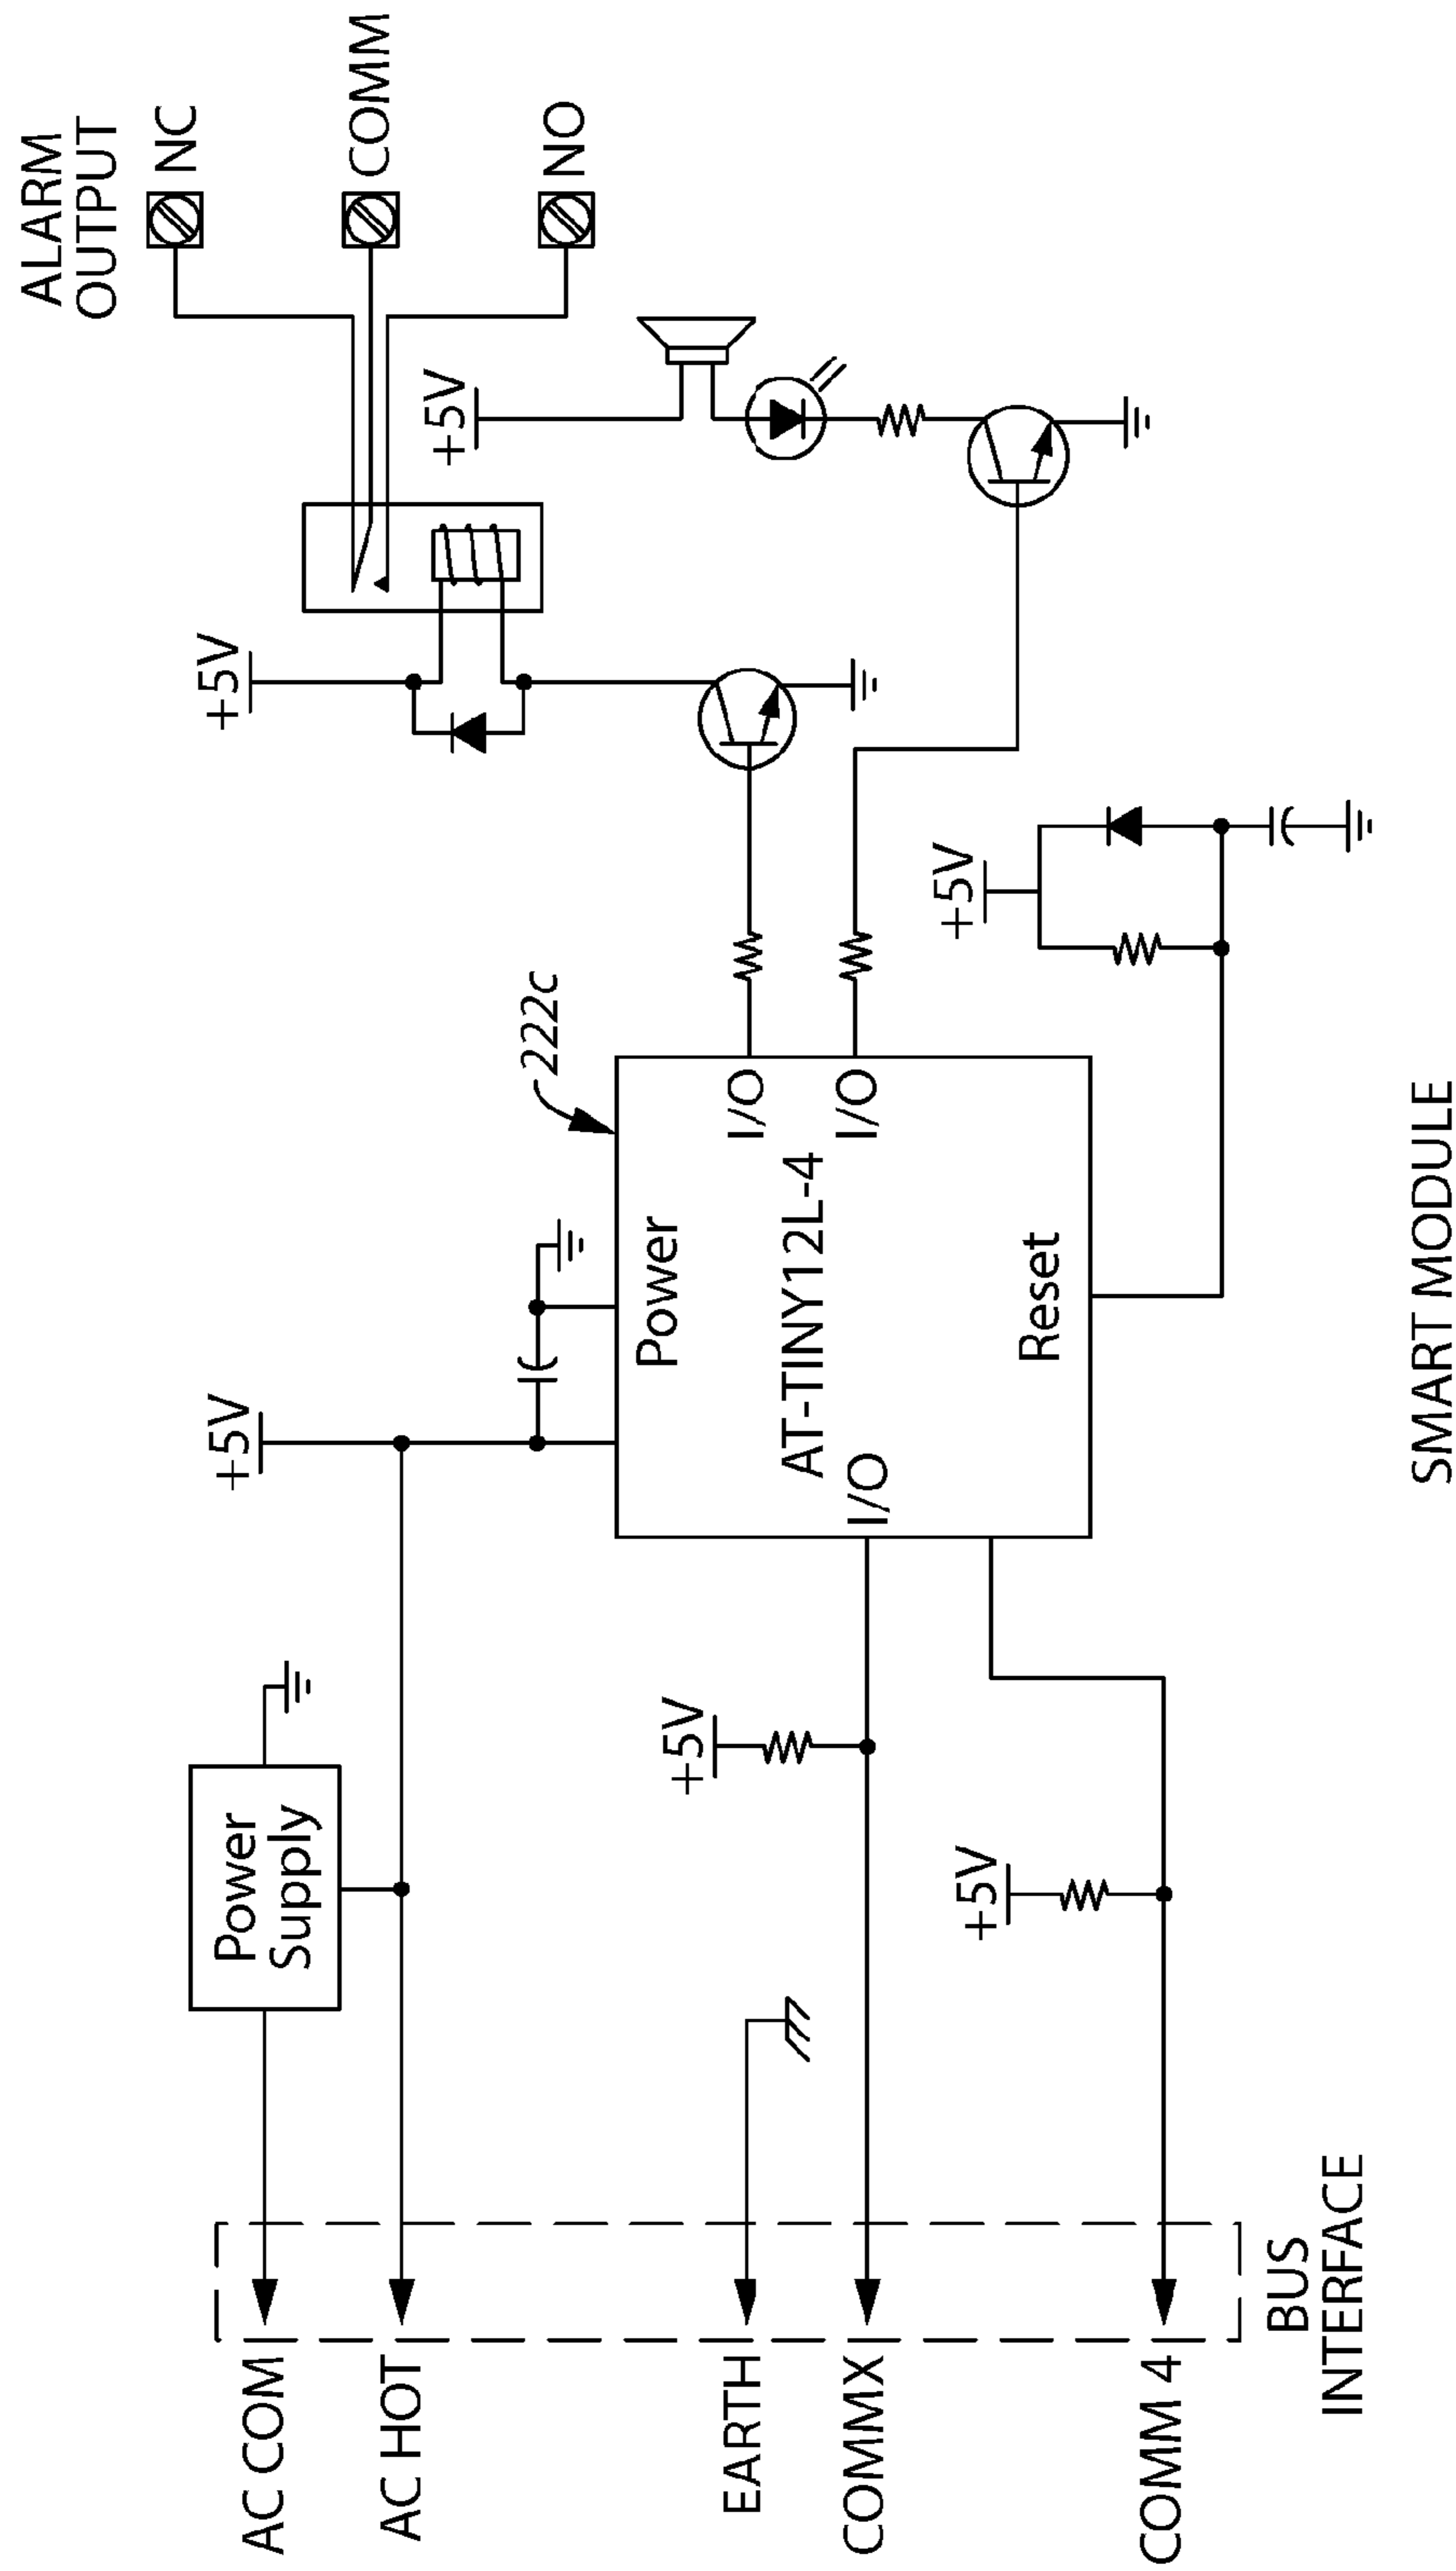 ALARM
OUTPUT
NC
COMM
NO
+5V
+5V
+5V
+5V
222c
Power
I/O
I/O
AT-TINY12L-4
I/O
Reset
+5V
Power
Supply
+5V
+5V
AC COM
AC HOT
EARTH
COMMX
COMM 4
BUS
INTERFACE
SMART MODULE